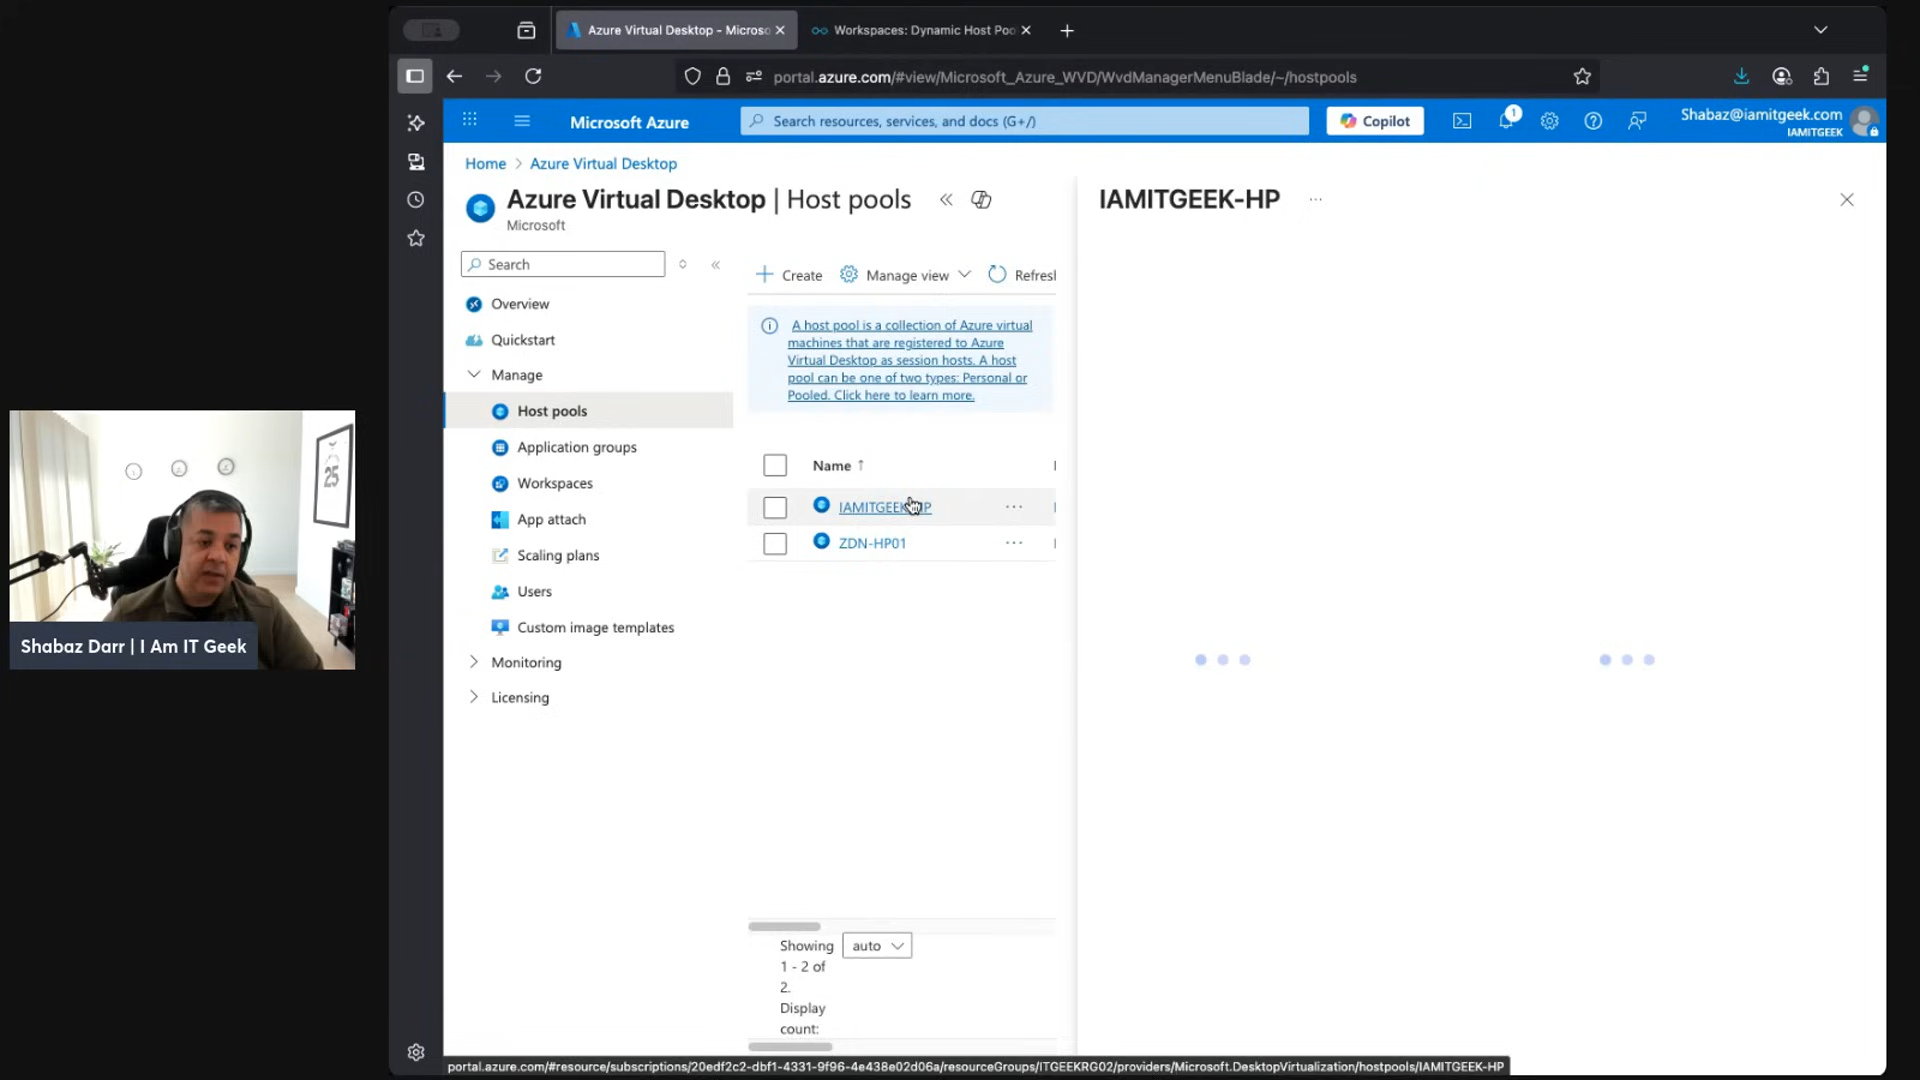 Azure Virtual Desktop - Micros
Workspaces: Dynamic Host Poo
portal.azure.com/#view/Microsoft_Azure_WVD/WvdManagerMenuBlade/~/hostpools
Microsoft Azure
Search resources, services, and docs (G+/)
Copilot
1
Shabaz@iamitgeek.com
IAMITGEEK
Home > Azure Virtual Desktop
Azure Virtual Desktop | Host pools
Microsoft
IAMITGEEK-HP
Search
Create
Manage view
Refresh
Overview
Quickstart
Manage
Host pools
Application groups
Workspaces
App attach
Scaling plans
Users
Custom image templates
Monitoring
Licensing
A host pool is a collection of Azure virtual
machines that are registered to Azure
Virtual Desktop as session hosts. A host
pool can be one of two types: Personal or
Pooled. Click here to learn more.
Name ↑
IAMITGEEK-HP
ZDN-HP01
Showing
1 - 2 of
2.
Display
count:
auto
25
Shabaz Darr | I Am IT Geek
portal.azure.com/#resource/subscriptions/20edf2c2-dbf1-4331-9f96-4e438e02d06a/resourceGroups/ITGEEKRG02/providers/Microsoft.DesktopVirtualization/hostpools/IAMITGEEK-HP